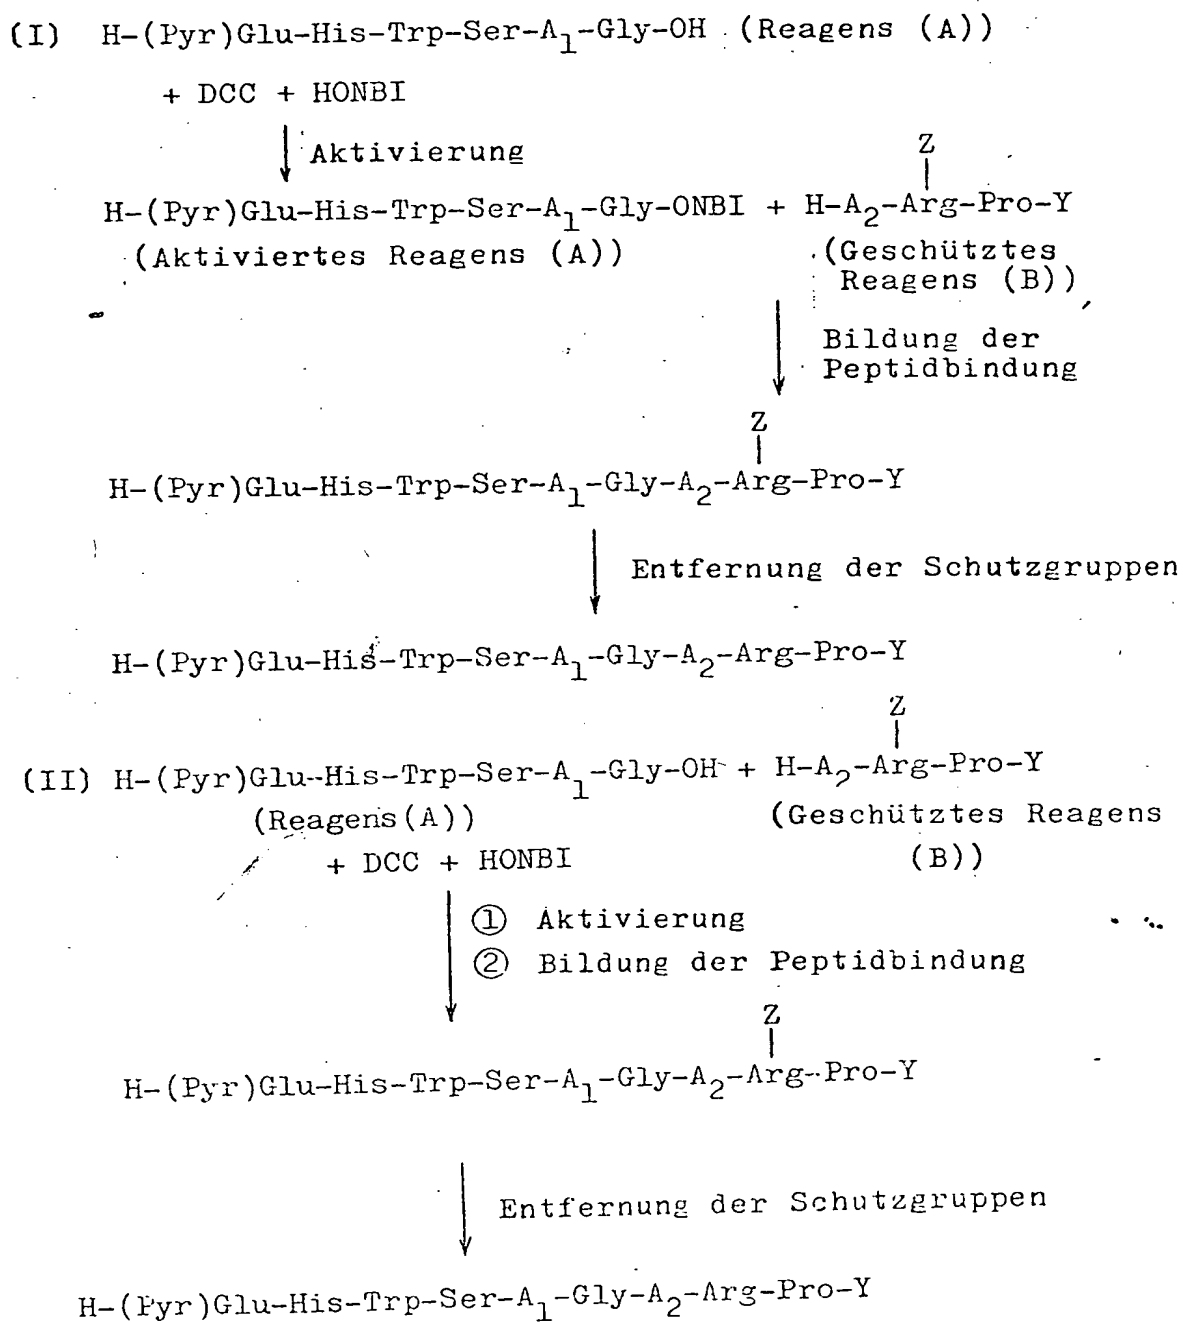 (I) H-(Pyr)Glu-His-Trp-Ser-A1-Gly-OH (Reagens (A))
+ DCC + HONBI
Aktivierung
Z
H-(Pyr)Glu-His-Trp-Ser-A1-Gly-ONBI + H-A2-Arg-Pro-Y
(Aktiviertes Reagens (A)) (Geschütztes
Reagens (B))
Bildung der
Peptidbindung
Z
H-(Pyr)Glu-His-Trp-Ser-A1-Gly-A2-Arg-Pro-Y
Entfernung der Schutzgruppen
H-(Pyr)Glu-His-Trp-Ser-A1-Gly-A2-Arg-Pro-Y
Z
(II) H-(Pyr)Glu-His-Trp-Ser-A1-Gly-OH + H-A2-Arg-Pro-Y
(Reagens(A)) (Geschütztes Reagens
+ DCC + HONBI (B))
① Aktivierung
② Bildung der Peptidbindung
Z
H-(Pyr)Glu-His-Trp-Ser-A1-Gly-A2-Arg-Pro-Y
Entfernung der Schutzgruppen
H-(Pyr)Glu-His-Trp-Ser-A1-Gly-A2-Arg-Pro-Y